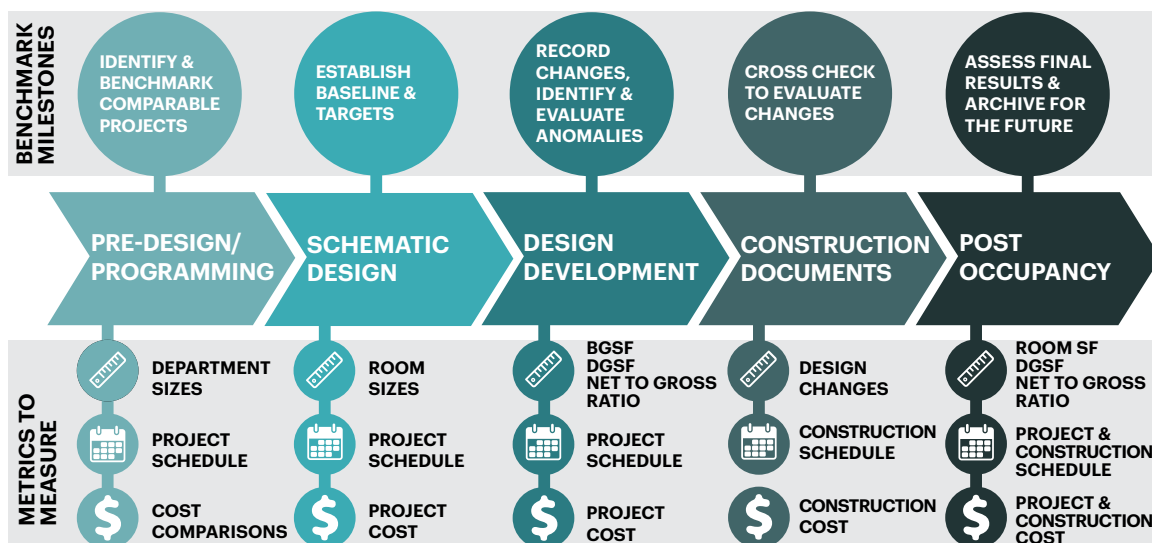 BENCHMARK
MILESTONES
IDENTIFY &
BENCHMARK
COMPARABLE
PROJECTS
ESTABLISH
BASELINE &
TARGETS
RECORD
CHANGES,
IDENTIFY &
EVALUATE
ANOMALIES
CROSS CHECK
TO EVALUATE
CHANGES
ASSESS FINAL
RESULTS &
ARCHIVE FOR
THE FUTURE
PRE-DESIGN/
PROGRAMMING
SCHEMATIC
DESIGN
DESIGN
DEVELOPMENT
CONSTRUCTION
DOCUMENTS
POST
OCCUPANCY
METRICS TO
MEASURE
DEPARTMENT
SIZES
ROOM
SIZES
BGSF
DGSF
NET TO GROSS
RATIO
DESIGN
CHANGES
ROOM SF
DGSF
NET TO GROSS
RATIO
PROJECT
SCHEDULE
PROJECT
SCHEDULE
PROJECT
SCHEDULE
CONSTRUCTION
SCHEDULE
PROJECT &
CONSTRUCTION
SCHEDULE
$ COST
COMPARISONS
$ PROJECT
COST
$ PROJECT
COST
$ CONSTRUCTION
COST
$ PROJECT &
CONSTRUCTION
COST